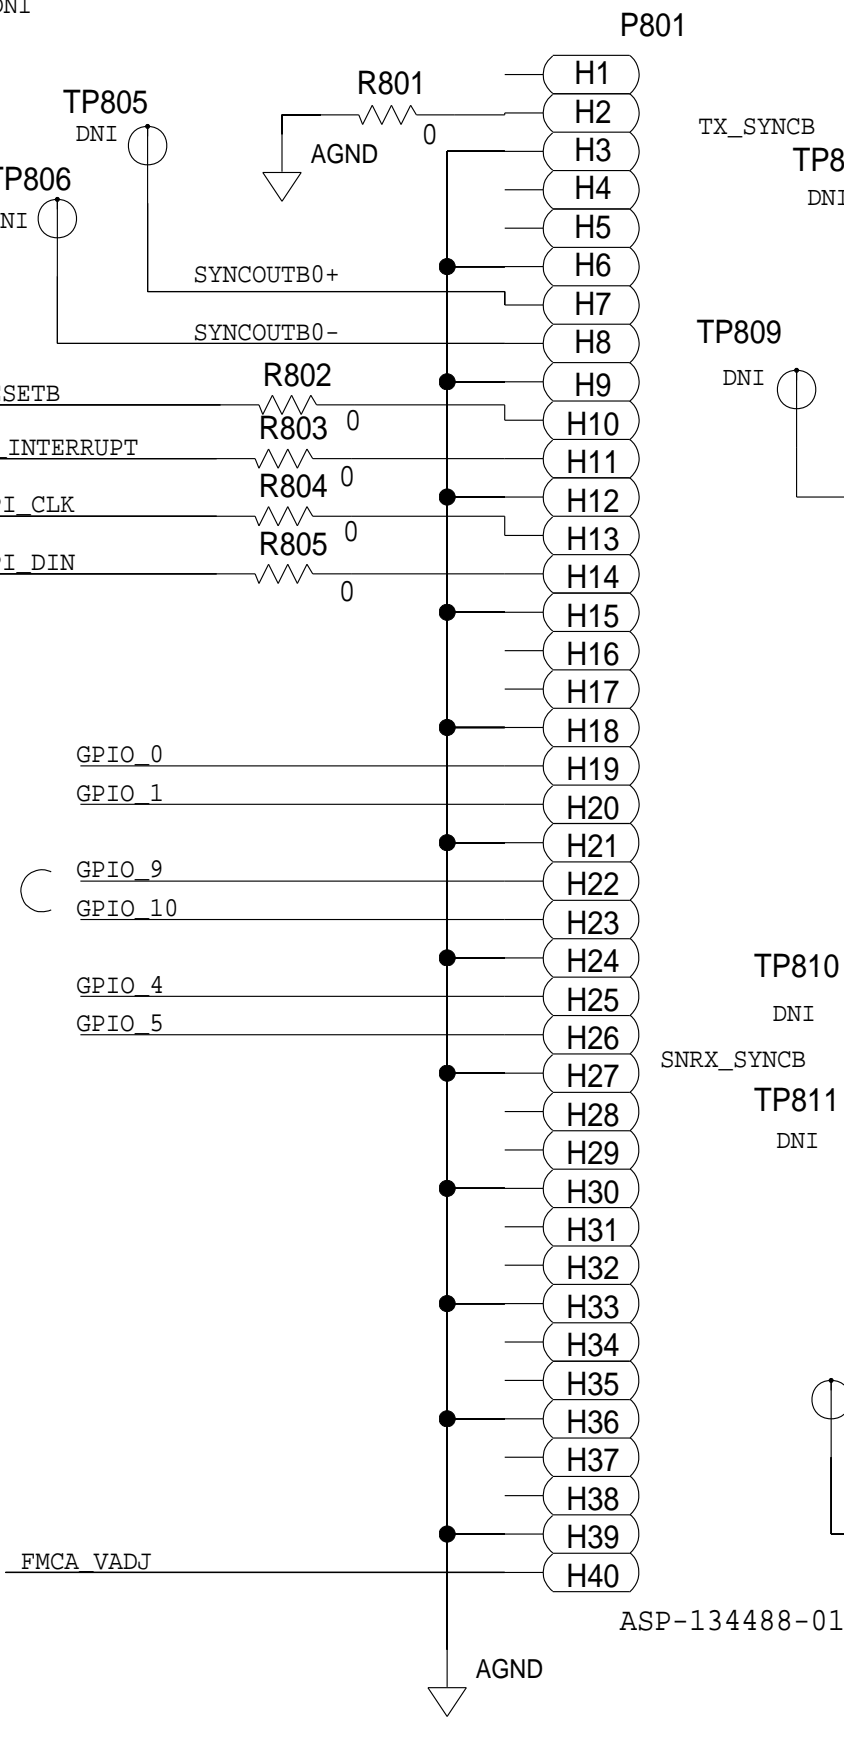 DNI
P801
R801
H1
TP805
H2
TX_SYNCB
DNI
0
AGND
H3
TP8
TP806
H4
DNI
NI
H5
SYNCOUTB0+
H6
H7
SYNCOUTB0-
H8
TP809
R802
H9
DNI
SETB
0
H10
R803
_INTERRUPT
H11
0
R804
I_CLK
H12
0
H13
R805
I_DIN
H14
0
H15
H16
H17
H18
GPIO_0
H19
GPIO_1
H20
H21
GPIO_9
H22
GPIO_10
H23
H24
TP810
GPIO_4
H25
DNI
GPIO_5
H26
SNRX_SYNCB
H27
TP811
H28
DNI
H29
H30
H31
H32
H33
H34
H35
H36
H37
H38
H39
FMCA_VADJ
H40
ASP-134488-01
AGND